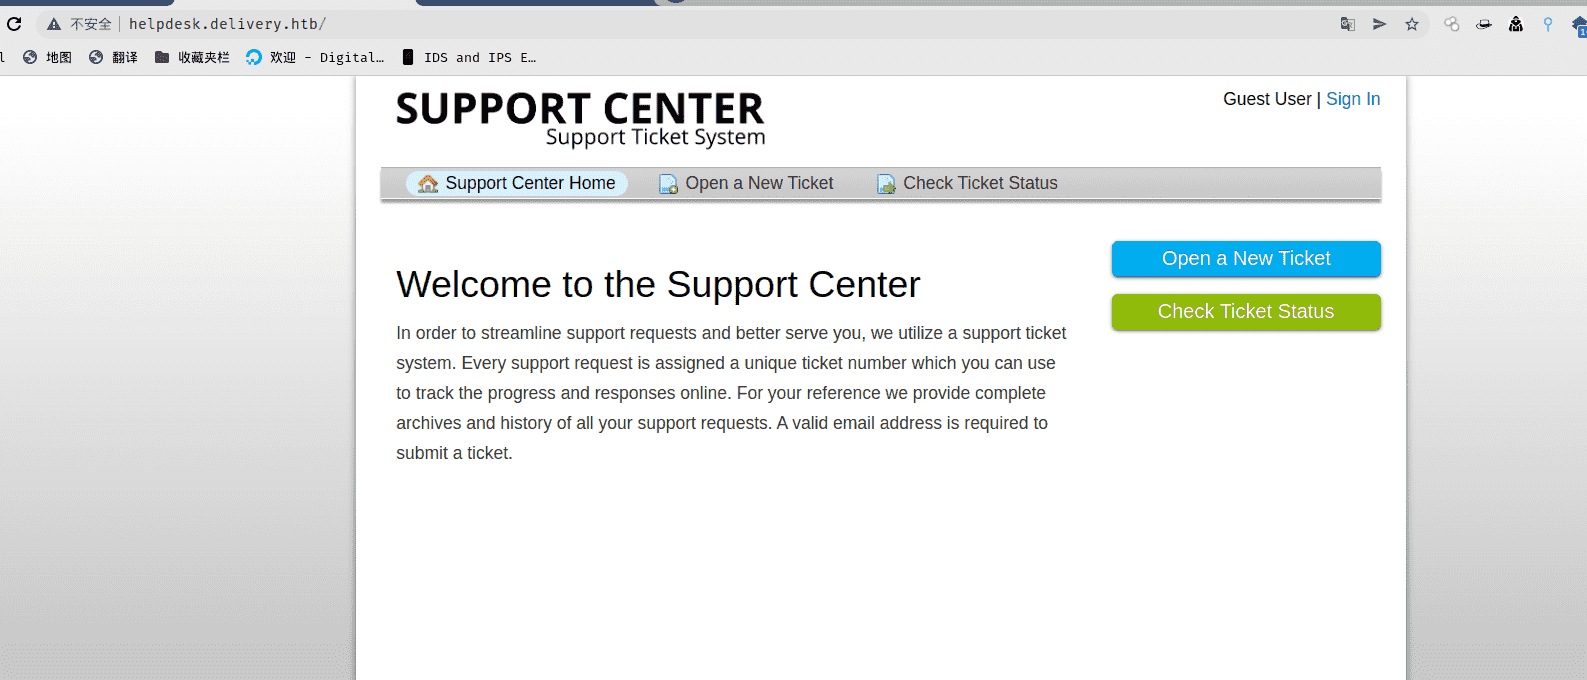 不安全 helpdesk.delivery.htb/
地图 翻译 收藏夹栏 欢迎 - Digital… IDS and IPS E…
SUPPORT CENTER
Support Ticket System
Guest User | Sign In
Support Center Home Open a New Ticket Check Ticket Status
Open a New Ticket
Welcome to the Support Center
Check Ticket Status
In order to streamline support requests and better serve you, we utilize a support ticket
system. Every support request is assigned a unique ticket number which you can use
to track the progress and responses online. For your reference we provide complete
archives and history of all your support requests. A valid email address is required to
submit a ticket.